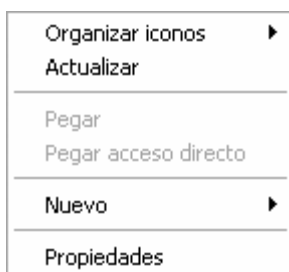 Organizar iconos
Actualizar
Pegar
Pegar acceso directo
Nuevo
Propiedades